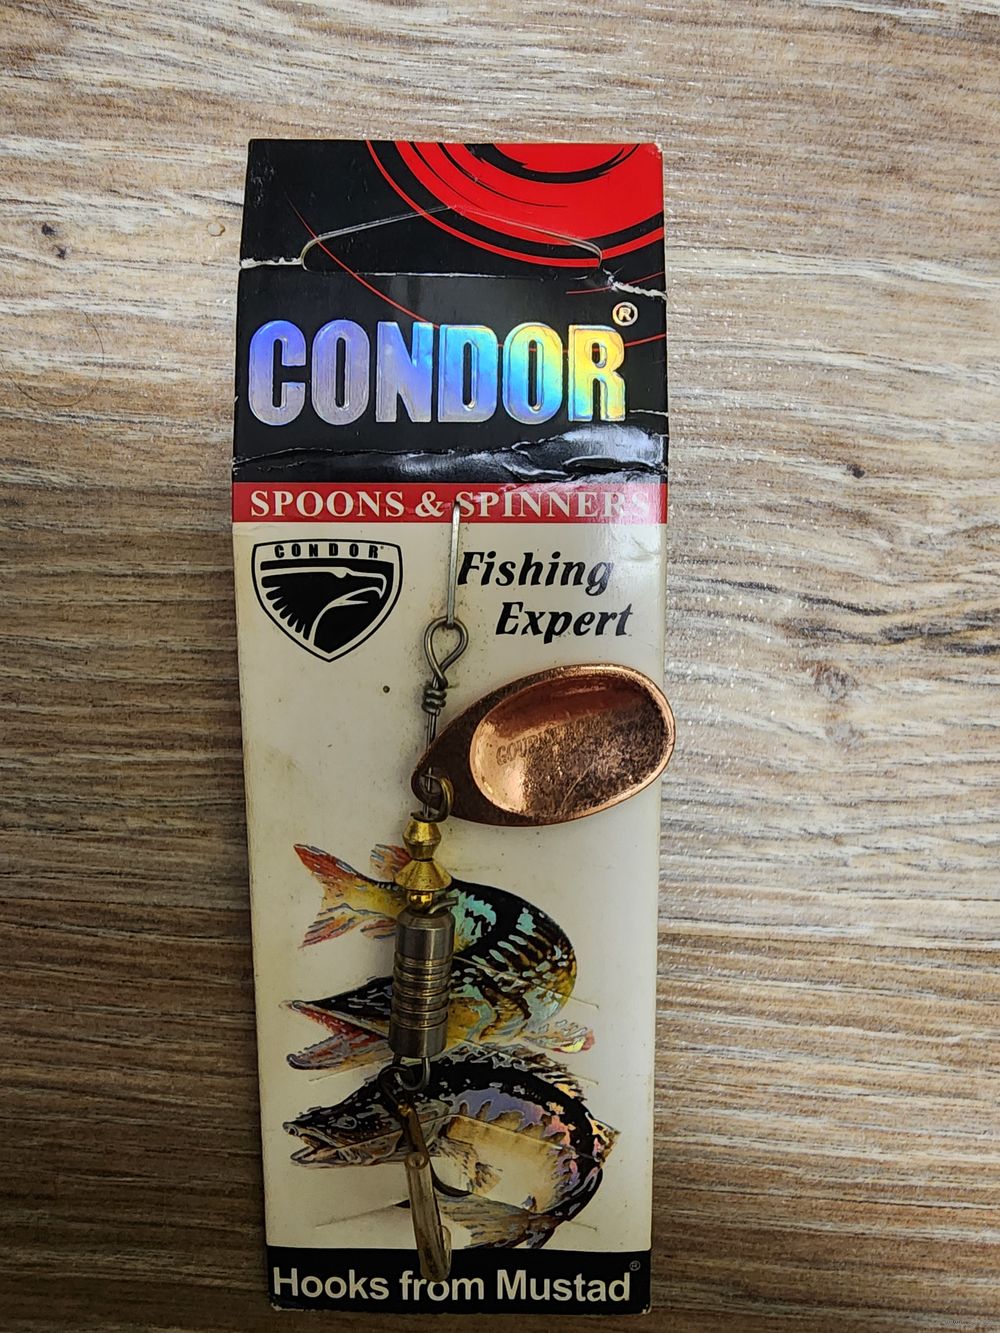 CONDOR®
SPOONS & SPINNERS
CONDOR
Fishing
Expert
Hooks from Mustad®